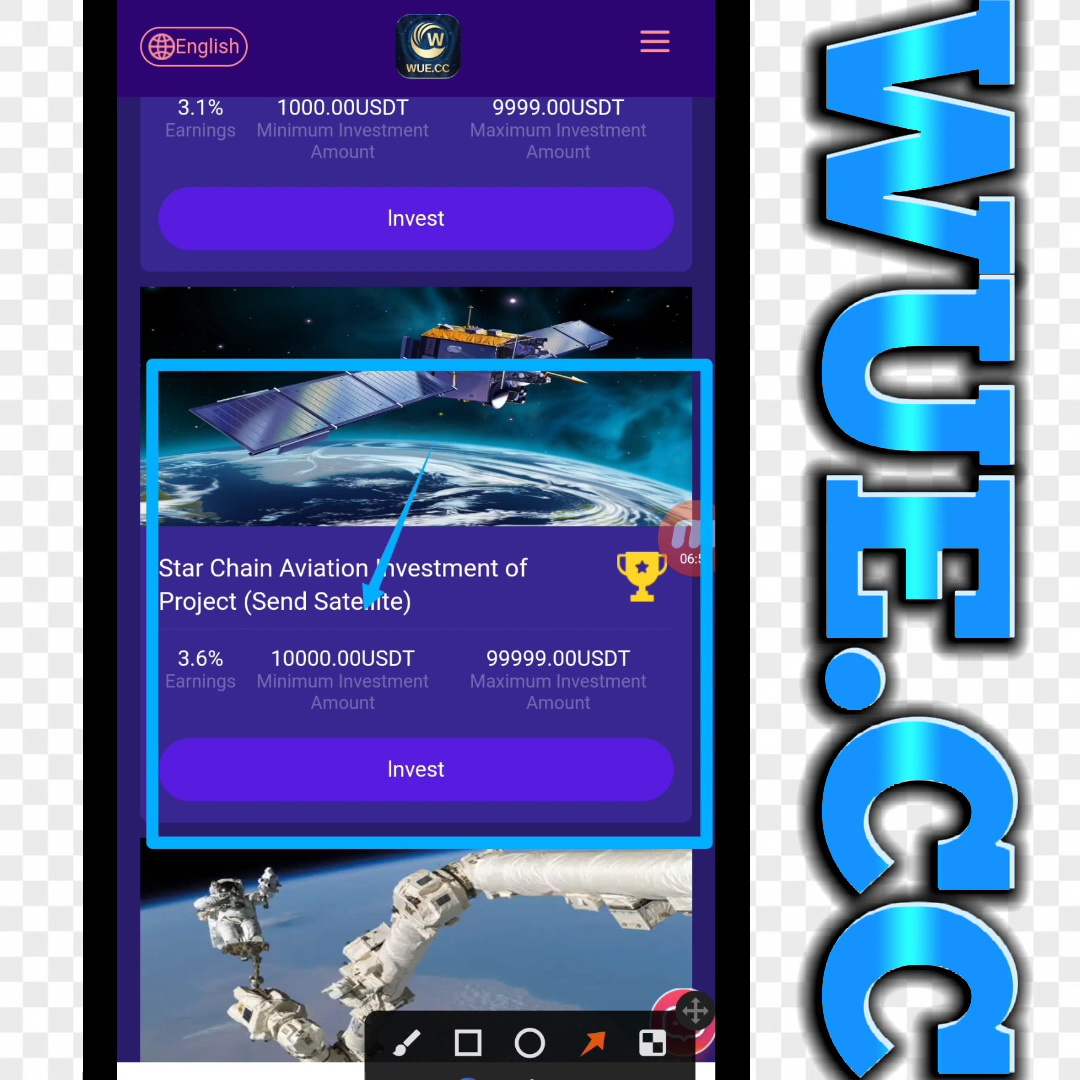 English
W
WUE.CC
3.1%
Earnings
1000.00USDT
Minimum Investment
Amount
9999.00USDT
Maximum Investment
Amount
Invest
06:5
Star Chain Aviation Investment of
Project (Send Satellite)
3.6%
Earnings
10000.00USDT
Minimum Investment
Amount
99999.00USDT
Maximum Investment
Amount
Invest
WUE.CC